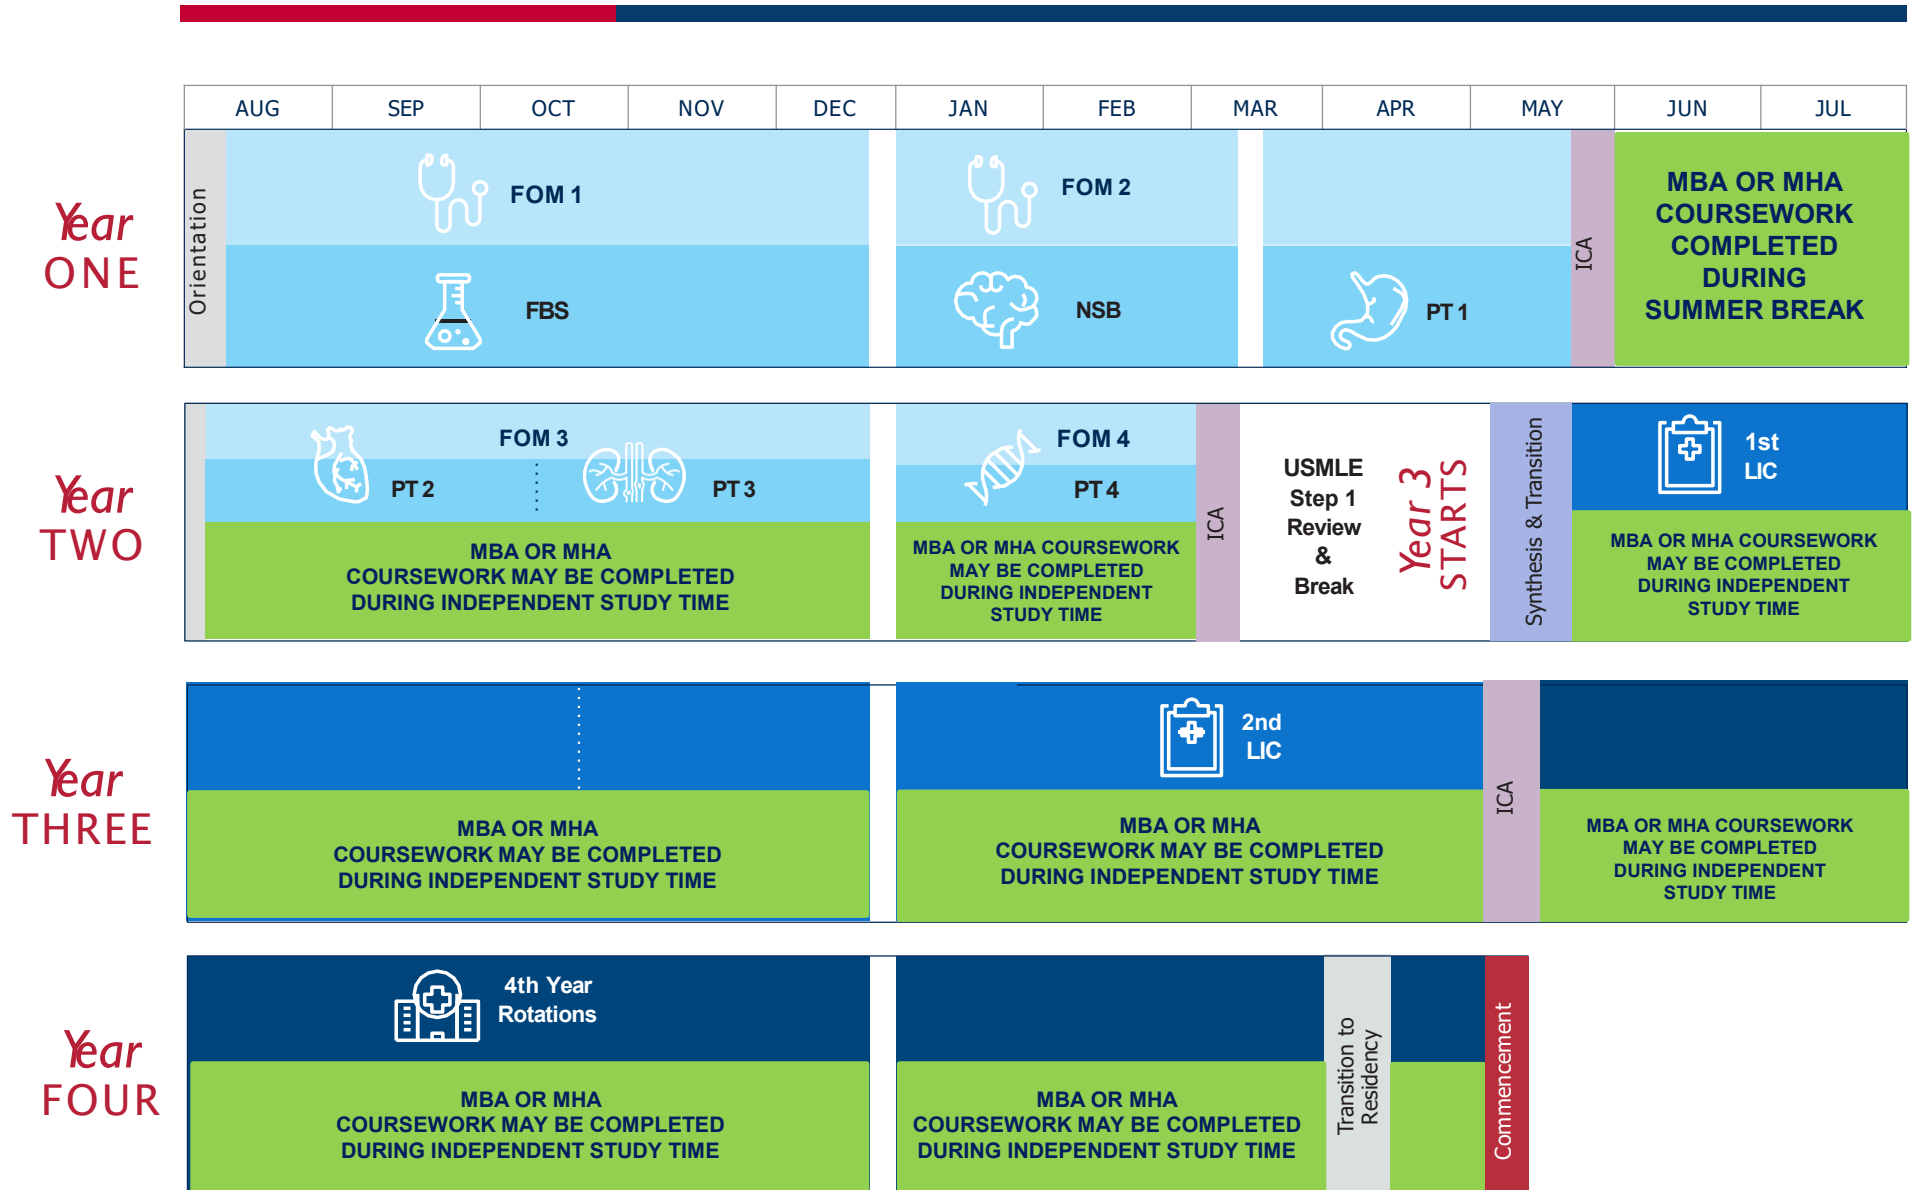 AUG SEP OCT NOV DEC JAN FEB MAR APR MAY JUN JUL
Year
ONE
Orientation
FOM 1
FBS
FOM 2
NSB
PT 1
ICA
MBA OR MHA
COURSEWORK
COMPLETED
DURING
SUMMER BREAK
Year
TWO
FOM 3
PT 2
PT 3
MBA OR MHA
COURSEWORK MAY BE COMPLETED
DURING INDEPENDENT STUDY TIME
FOM 4
PT 4
MBA OR MHA COURSEWORK
MAY BE COMPLETED
DURING INDEPENDENT
STUDY TIME
ICA
USMLE
Step 1
Review
&
Break
Year 3
STARTS
Synthesis & Transition
1st
LIC
MBA OR MHA COURSEWORK
MAY BE COMPLETED
DURING INDEPENDENT
STUDY TIME
Year
THREE
MBA OR MHA
COURSEWORK MAY BE COMPLETED
DURING INDEPENDENT STUDY TIME
2nd
LIC
MBA OR MHA
COURSEWORK MAY BE COMPLETED
DURING INDEPENDENT STUDY TIME
ICA
MBA OR MHA COURSEWORK
MAY BE COMPLETED
DURING INDEPENDENT
STUDY TIME
Year
FOUR
4th Year
Rotations
MBA OR MHA
COURSEWORK MAY BE COMPLETED
DURING INDEPENDENT STUDY TIME
MBA OR MHA
COURSEWORK MAY BE COMPLETED
DURING INDEPENDENT STUDY TIME
Transition to
Residency
Commencement